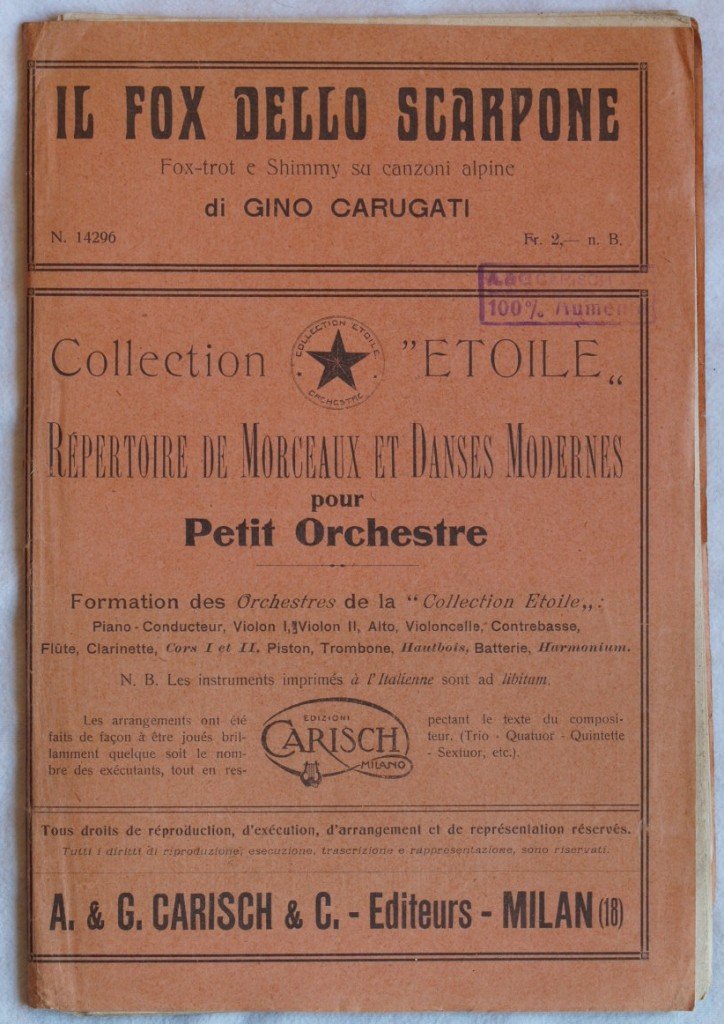 IL FOX DELLO SCARPONE
Fox-trot e Shimmy su canzoni alpine
di GINO CARUGATI
N. 14296
Fr. 2,— n. B.
100% Aumen
Collection
COLLECTION ETOILE
ORCHESTRE
"ETOILE„
RÉPERTOIRE DE MORCEAUX ET DANSES MODERNES
pour
Petit Orchestre
Formation des Orchestres de la “Collection Etoile„:
Piano-Conducteur, Violon I, Violon II, Alto, Violoncelle, Contrebasse,
Flûte, Clarinette, Cors I et II, Piston, Trombone, Hautbois, Batterie, Harmonium.
N. B. Les instruments imprimés à l'Italienne sont ad libitum.
Les arrangements ont été
faits de façon à être joués bril-
lamment quelque soit le nom-
bre des exécutants, tout en res-
EDIZIONI
CARISCH
MILANO
pectant le texte du composi-
teur. (Trio - Quatuor - Quintette
- Sextuor, etc.).
Tous droits de réproduction, d'exécution, d'arrangement et de représentation réservés.
Tutti i diritti di riproduzione, esecuzione, trascrizione e rappresentazione, sono riservati.
A. & G. CARISCH & C. - Editeurs - MILAN (18)